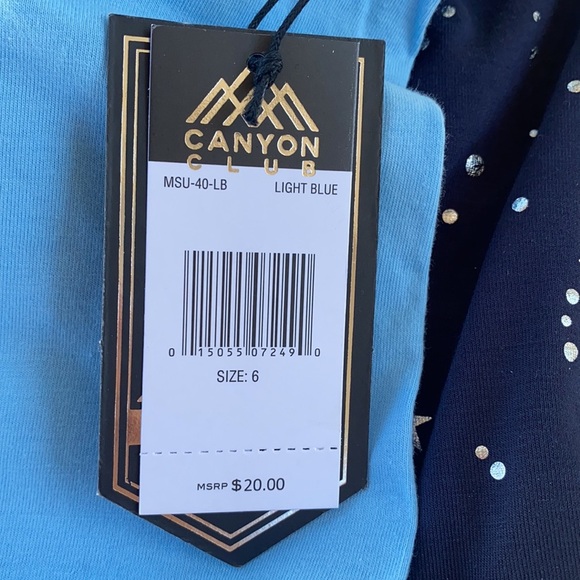 CANYON
CLUB
MSU-40-LB LIGHT BLUE
0 15055 07249 0
SIZE: 6
MSRP $20.00